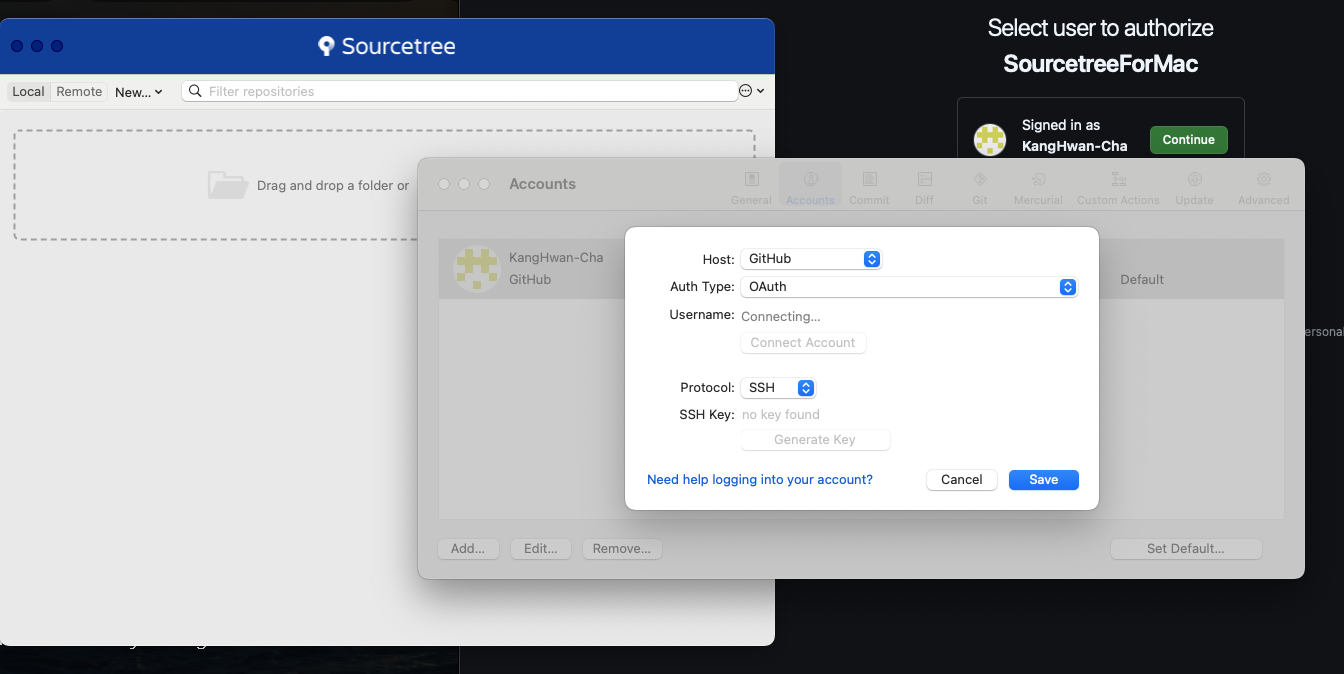 Sourcetree
Local Remote New...
Filter repositories
Drag and drop a folder or
Select user to authorize
SourcetreeForMac
Signed in as
KangHwan-Cha
Continue
Accounts
General Accounts Commit Diff Git Mercurial Custom Actions Update Advanced
KangHwan-Cha
GitHub
Default
Host: GitHub
Auth Type: OAuth
Username: Connecting...
Connect Account
Protocol: SSH
SSH Key: no key found
Generate Key
Need help logging into your account? Cancel Save
Add... Edit... Remove... Set Default...